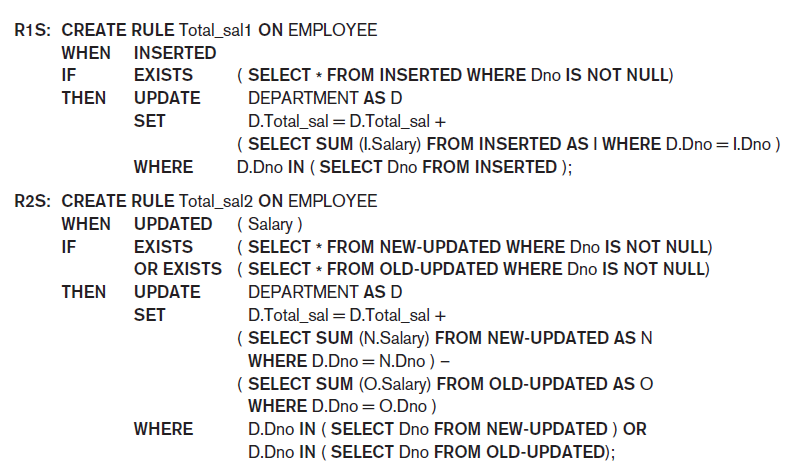 R1S: CREATE RULE Total_sal1 ON EMPLOYEE
WHEN INSERTED
IF EXISTS ( SELECT * FROM INSERTED WHERE Dno IS NOT NULL)
THEN UPDATE DEPARTMENT AS D
SET D.Total_sal = D.Total_sal +
( SELECT SUM (I.Salary) FROM INSERTED AS I WHERE D.Dno = I.Dno )
WHERE D.Dno IN ( SELECT Dno FROM INSERTED );
R2S: CREATE RULE Total_sal2 ON EMPLOYEE
WHEN UPDATED ( Salary )
IF EXISTS ( SELECT * FROM NEW-UPDATED WHERE Dno IS NOT NULL)
OR EXISTS ( SELECT * FROM OLD-UPDATED WHERE Dno IS NOT NULL)
THEN UPDATE DEPARTMENT AS D
SET D.Total_sal = D.Total_sal +
( SELECT SUM (N.Salary) FROM NEW-UPDATED AS N
WHERE D.Dno = N.Dno ) –
( SELECT SUM (O.Salary) FROM OLD-UPDATED AS O
WHERE D.Dno = O.Dno )
WHERE D.Dno IN ( SELECT Dno FROM NEW-UPDATED ) OR
D.Dno IN ( SELECT Dno FROM OLD-UPDATED);